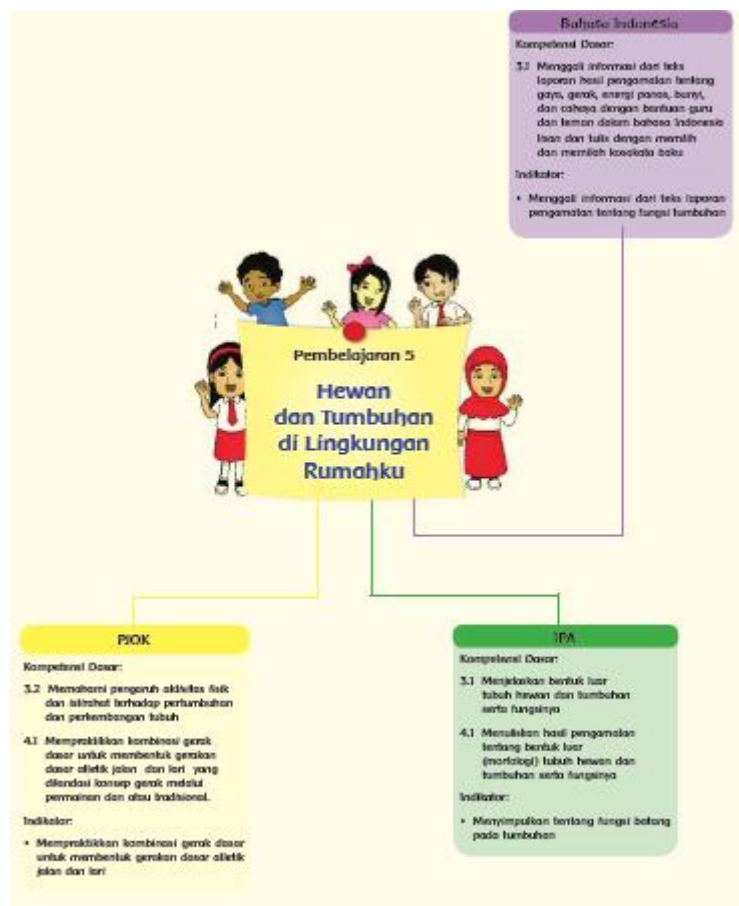 Bahasa Indonesia
Kompetensi Dasar:
3.1 Menggali informasi dari teks
laporan hasil pengamatan tentang
gaya, gerak, energi panas, bunyi,
dan cahaya dengan bantuan guru
dan teman dalam bahasa Indonesia
lisan dan tulis dengan memilih
dan memilah kosakata baku
Indikator:
• Menggali informasi dari teks laporan
pengamatan tentang fungsi tumbuhan
Pembelajaran 5
Hewan
dan Tumbuhan
di Lingkungan
Rumahku
PJOK
Kompetensi Dasar:
3.2 Memahami pengaruh aktivitas fisik
dan istirahat terhadap pertumbuhan
dan perkembangan tubuh
4.1 Mempraktikkan kombinasi gerak
dasar untuk membentuk gerakan
dasar atletik jalan dan lari yang
dilandasi konsep gerak melalui
permainan dan atau tradisional.
Indikator:
• Mempraktikkan kombinasi gerak dasar
untuk membentuk gerakan dasar atletik
jalan dan lari
IPA
Kompetensi Dasar:
3.1 Menjelaskan bentuk luar
tubuh hewan dan tumbuhan
serta fungsinya
4.1 Menuliskan hasil pengamatan
tentang bentuk luar
(morfologi) tubuh hewan dan
tumbuhan serta fungsinya
Indikator:
• Menyimpulkan tentang fungsi batang
pada tumbuhan